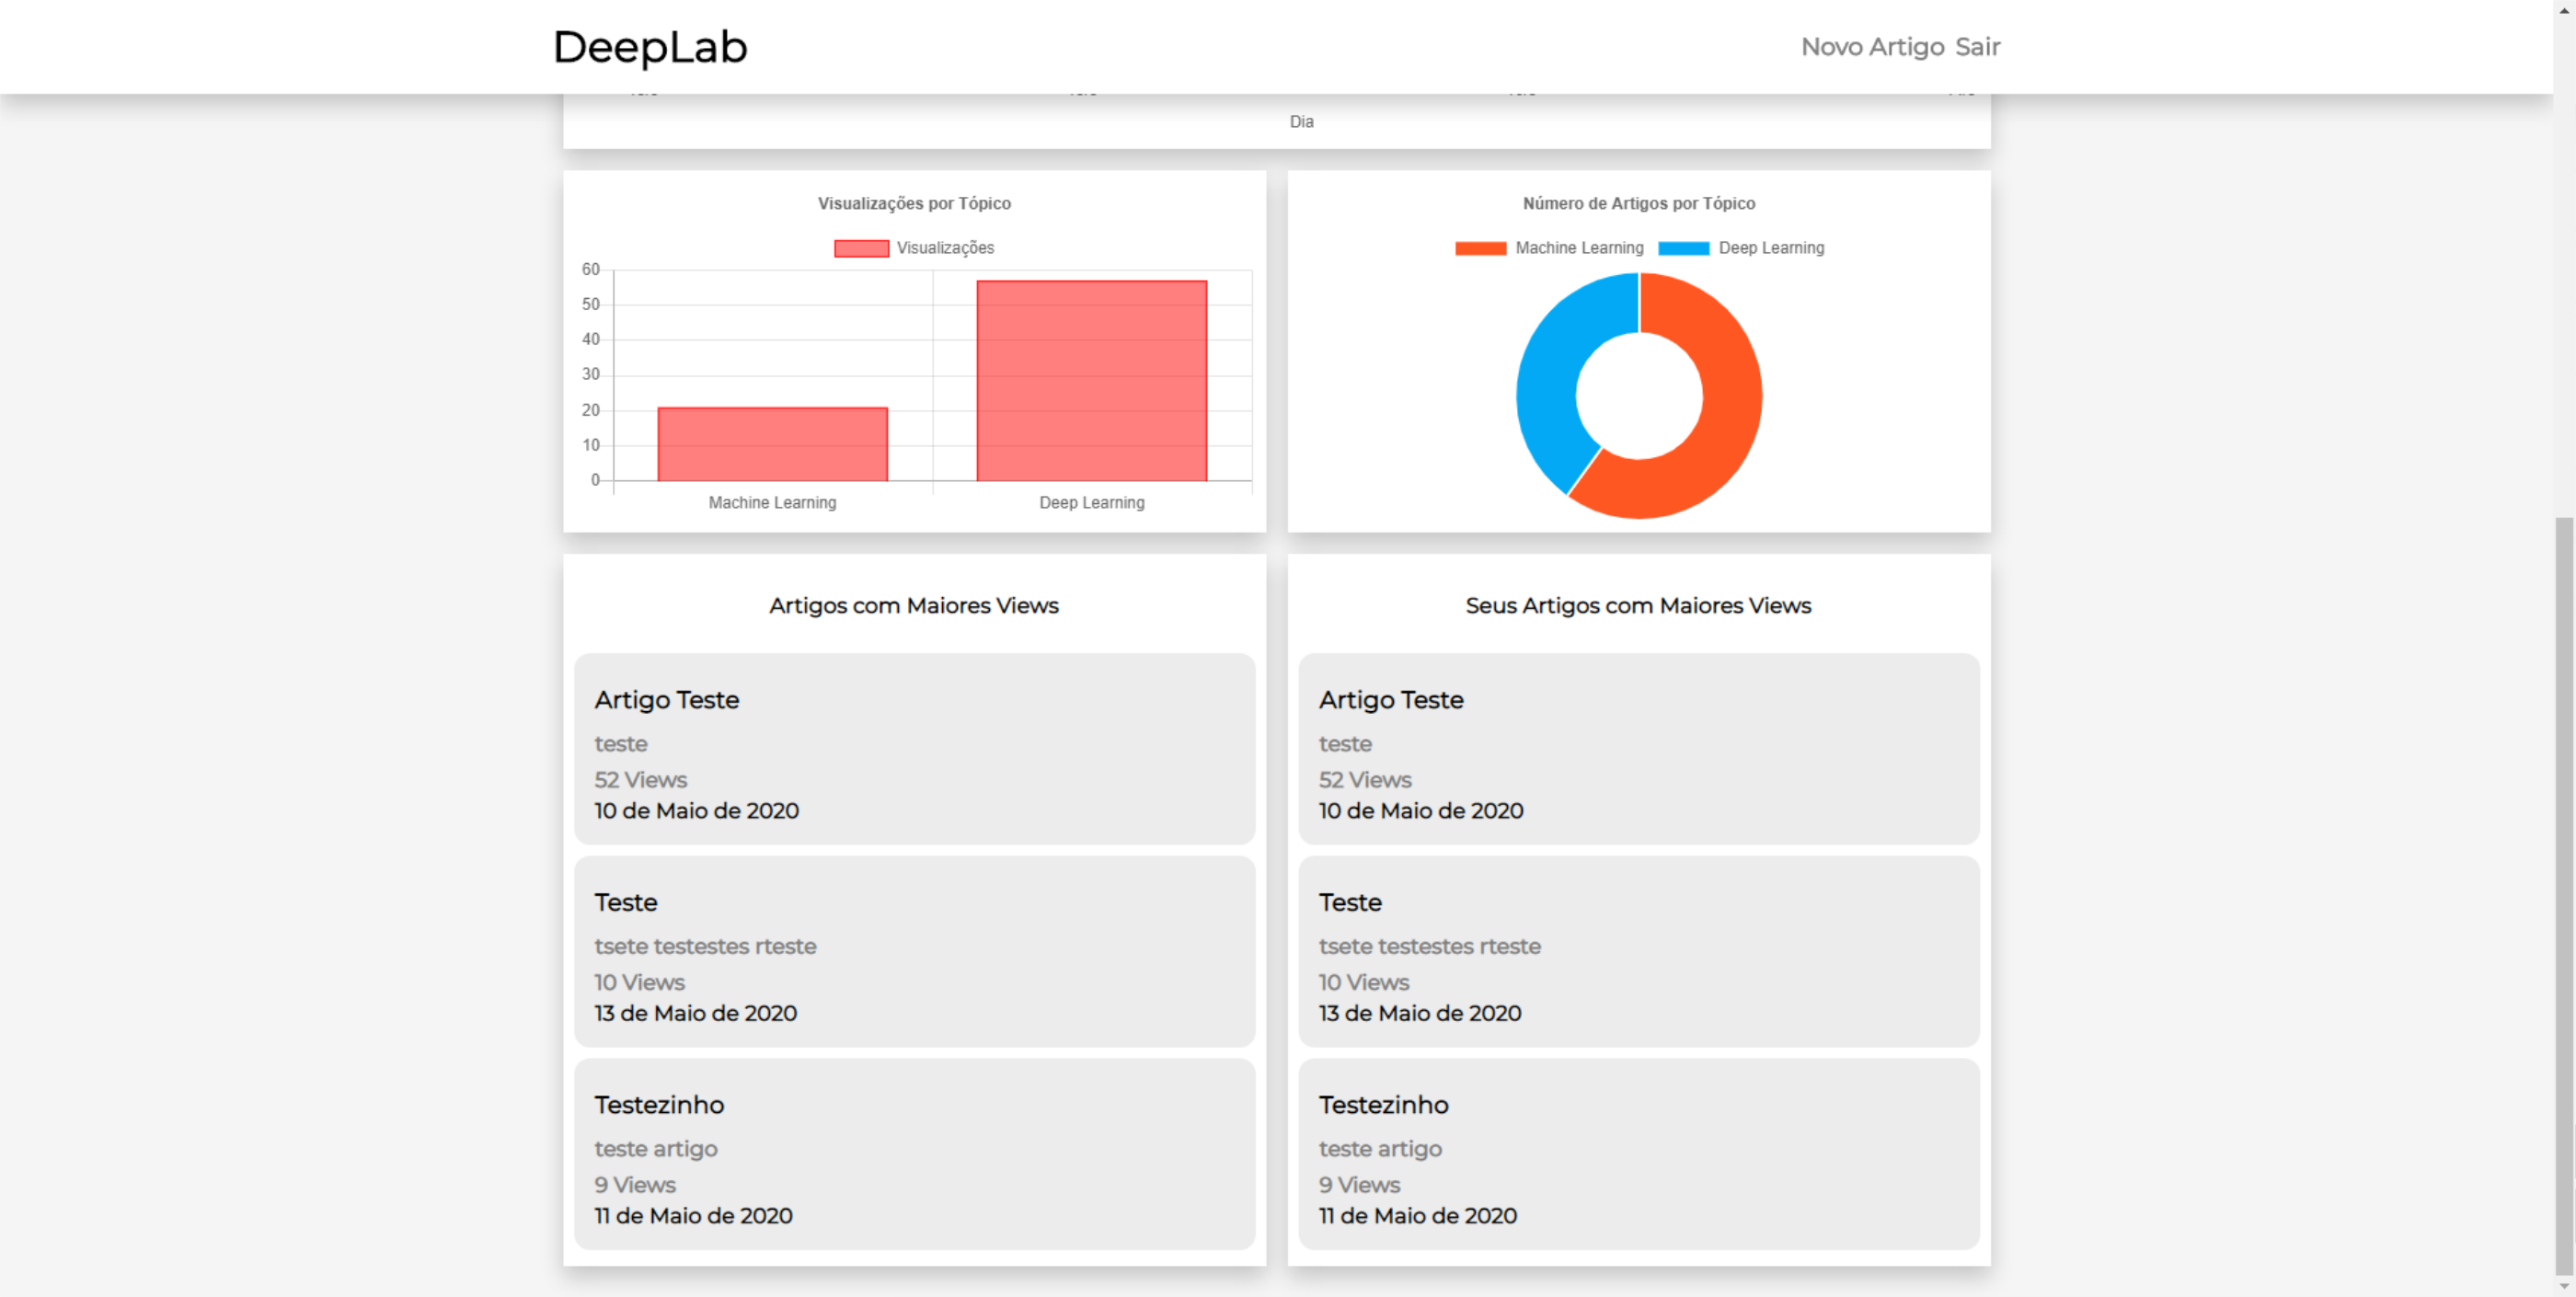 DeepLab
Novo Artigo Sair
Dia
Visualizações por Tópico
Visualizações
60
50
40
30
20
10
0
Machine Learning Deep Learning
Número de Artigos por Tópico
Machine Learning Deep Learning
Artigos com Maiores Views
Artigo Teste
teste
52 Views
10 de Maio de 2020
Teste
tsete testestes rteste
10 Views
13 de Maio de 2020
Testezinho
teste artigo
9 Views
11 de Maio de 2020
Seus Artigos com Maiores Views
Artigo Teste
teste
52 Views
10 de Maio de 2020
Teste
tsete testestes rteste
10 Views
13 de Maio de 2020
Testezinho
teste artigo
9 Views
11 de Maio de 2020